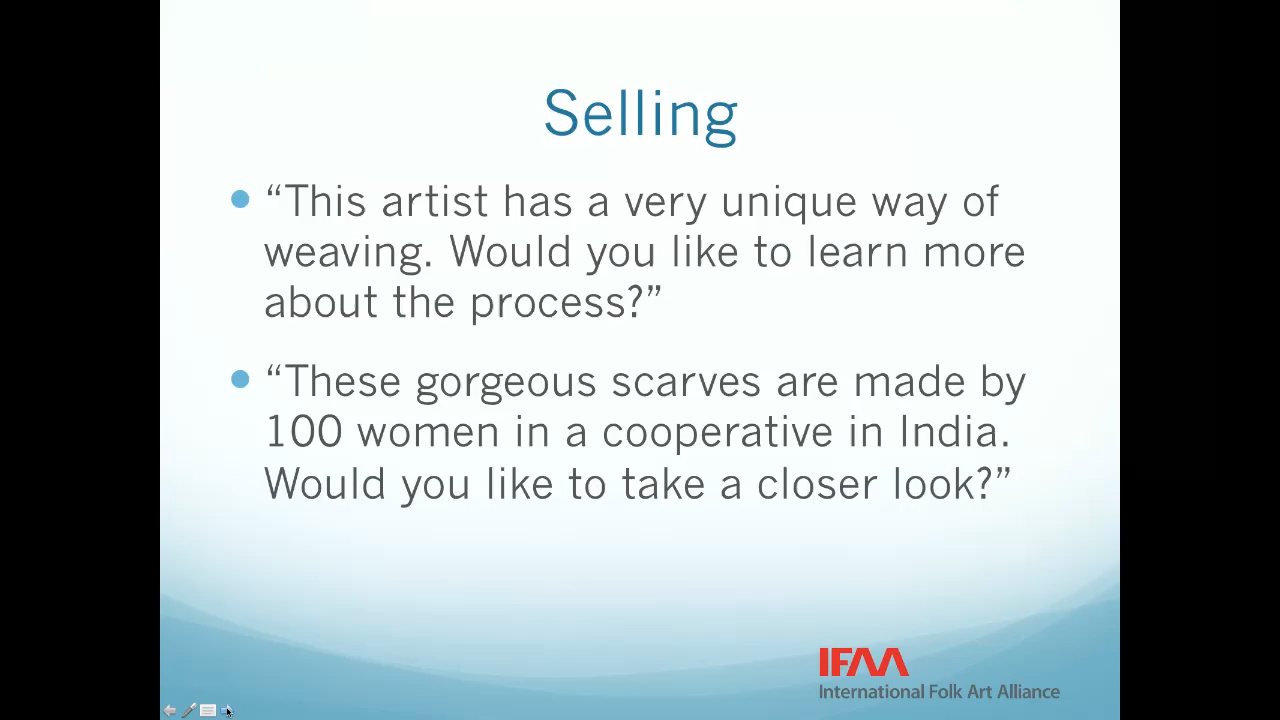 Selling
“This artist has a very unique way of
weaving. Would you like to learn more
about the process?”
“These gorgeous scarves are made by
100 women in a cooperative in India.
Would you like to take a closer look?”
IFAA
International Folk Art Alliance